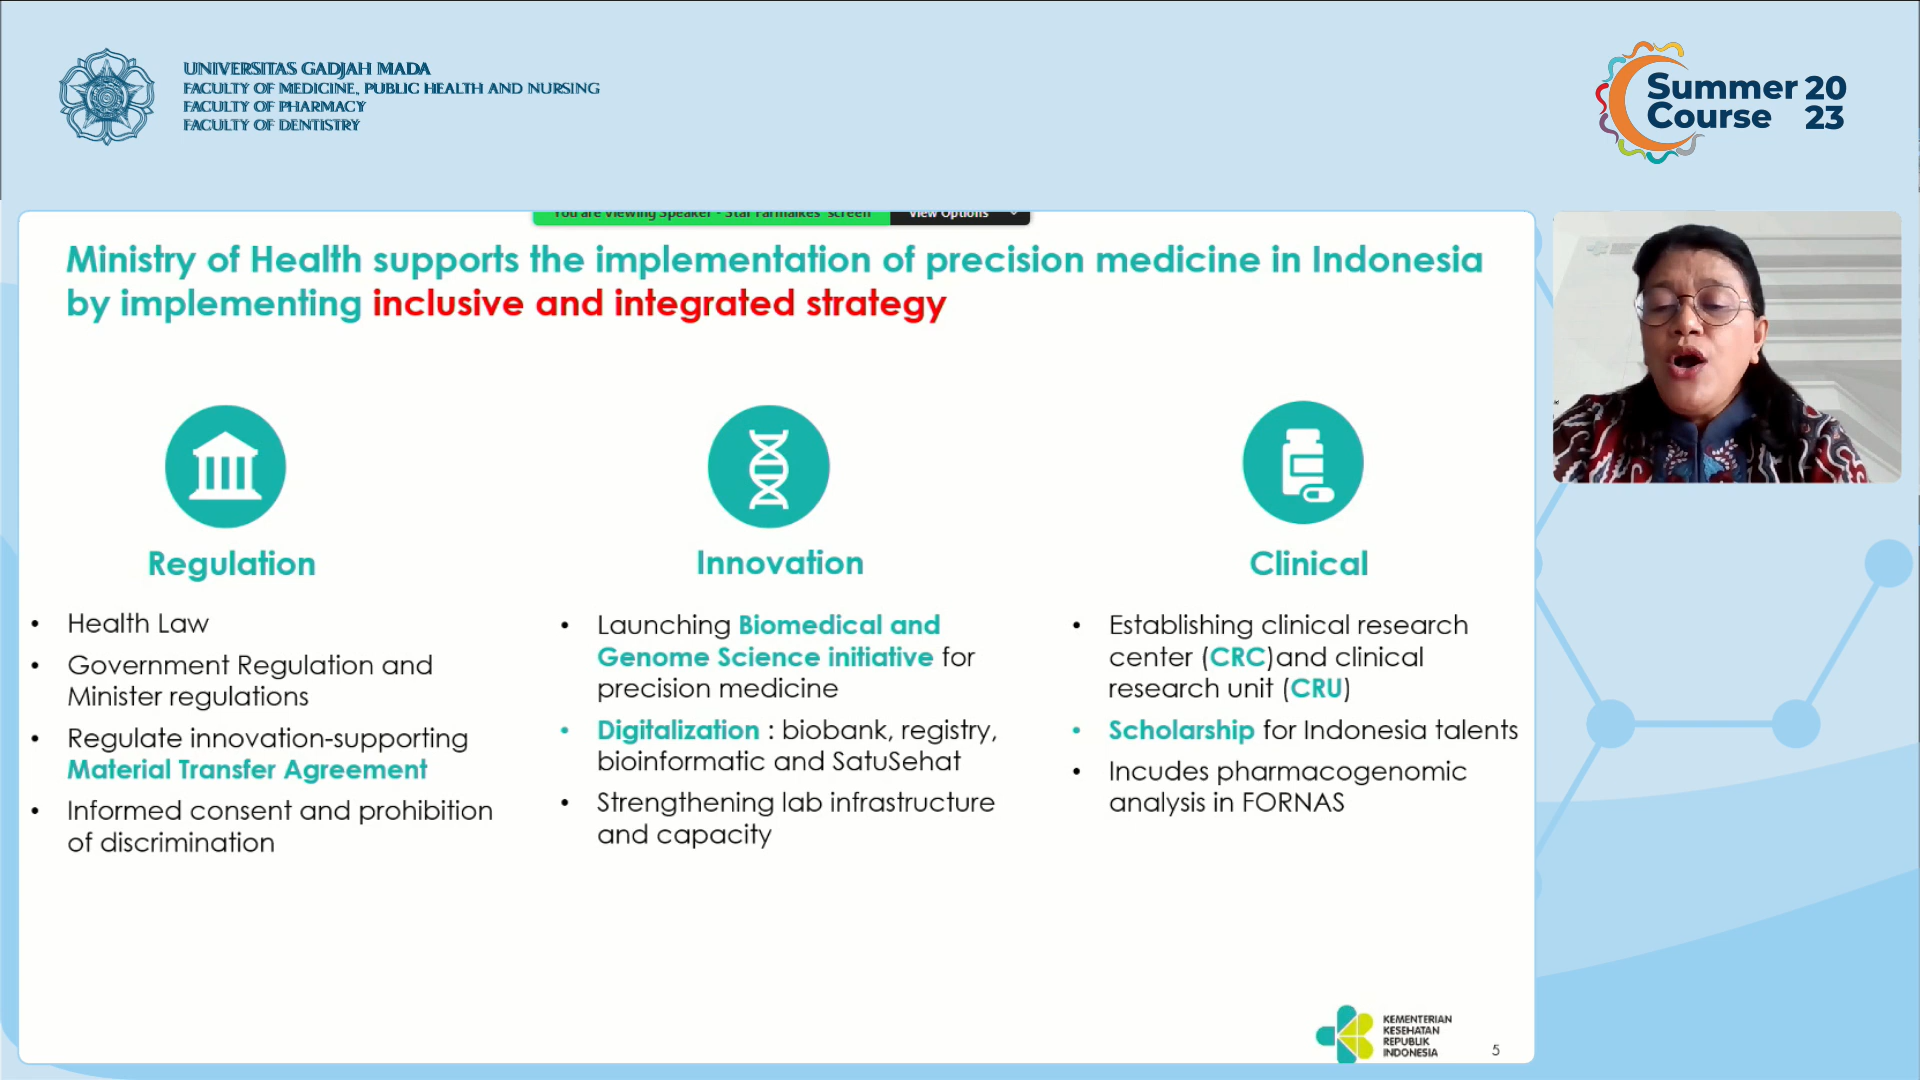 UNIVERSITAS GADJAH MADA
FACULTY OF MEDICINE, PUBLIC HEALTH AND NURSING
FACULTY OF PHARMACY
FACULTY OF DENTISTRY
Summer 20
Course 23
You are viewing Speaker - Star Farmalkes' screen
View Options
Ministry of Health supports the implementation of precision medicine in Indonesia
by implementing inclusive and integrated strategy
Regulation
• Health Law
• Government Regulation and
Minister regulations
• Regulate innovation-supporting
Material Transfer Agreement
• Informed consent and prohibition
of discrimination
Innovation
• Launching Biomedical and
Genome Science initiative for
precision medicine
• Digitalization : biobank, registry,
bioinformatic and SatuSehat
• Strengthening lab infrastructure
and capacity
Clinical
• Establishing clinical research
center (CRC)and clinical
research unit (CRU)
• Scholarship for Indonesia talents
• Incudes pharmacogenomic
analysis in FORNAS
KEMENTERIAN
KESEHATAN
REPUBLIK
INDONESIA
5